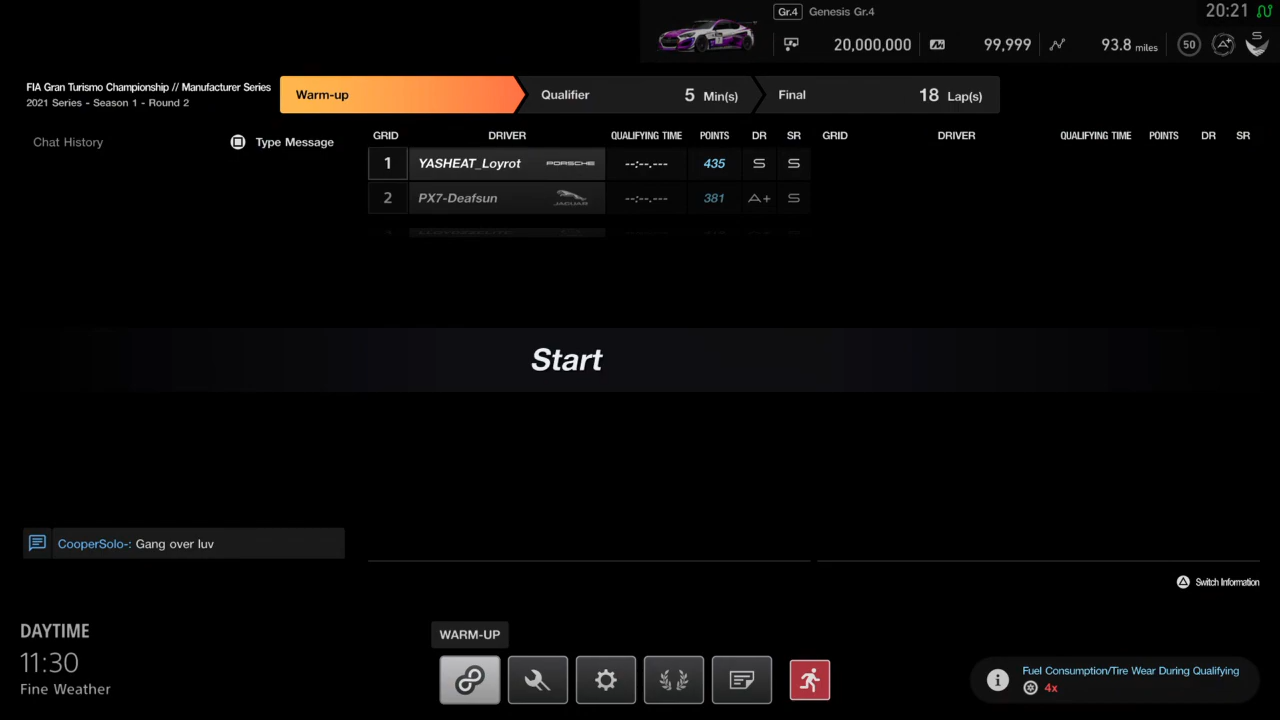 Gr.4 Genesis Gr.4
20:21
20,000,000 99,999 93.8 miles 50 A+ S
FIA Gran Turismo Championship // Manufacturer Series
2021 Series - Season 1 - Round 2
Warm-up Qualifier 5 Min(s) Final 18 Lap(s)
Chat History Type Message
GRID DRIVER QUALIFYING TIME POINTS DR SR GRID DRIVER QUALIFYING TIME POINTS DR SR
1 YASHEAT_Loyrot PORSCHE --:--.--- 435 S S
2 PX7-Deafsun JAGUAR --:--.--- 381 A+ S
Start
CooperSolo-: Gang over luv
Switch Information
DAYTIME
11:30
Fine Weather
WARM-UP
Fuel Consumption/Tire Wear During Qualifying
4x